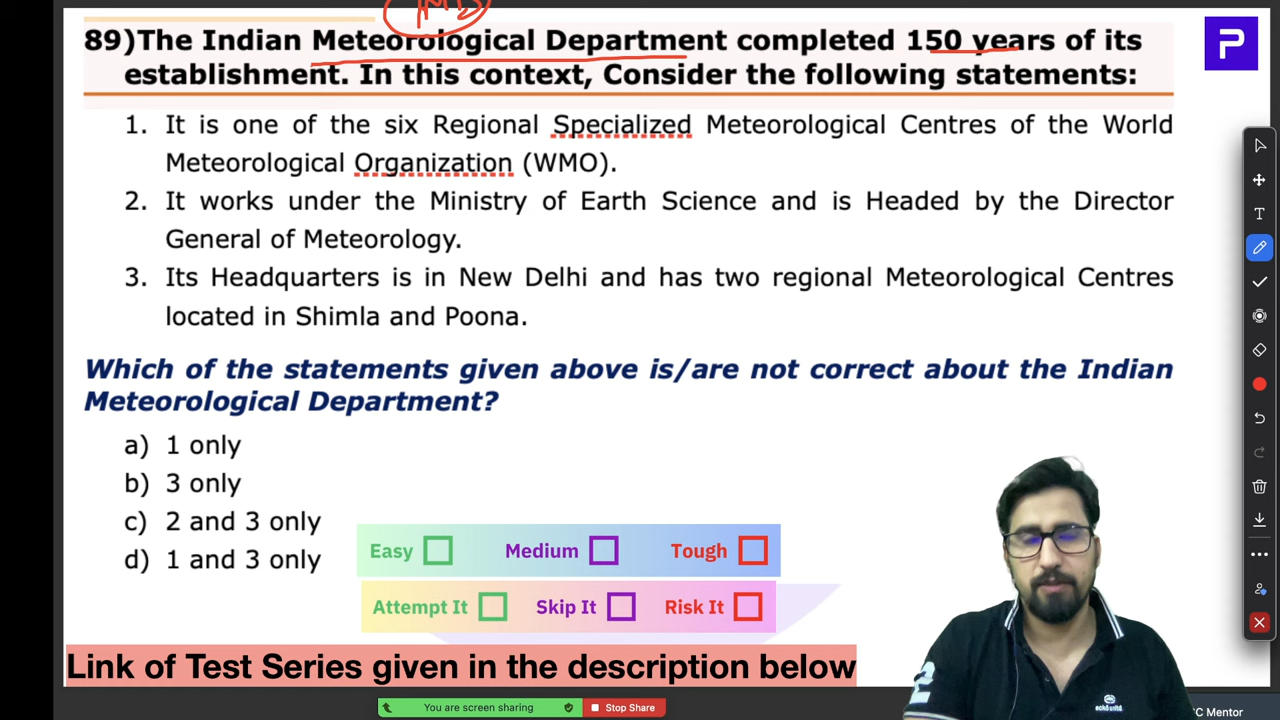 IMD
89)The Indian Meteorological Department completed 150 years of its
establishment. In this context, Consider the following statements:
1. It is one of the six Regional Specialized Meteorological Centres of the World
Meteorological Organization (WMO).
2. It works under the Ministry of Earth Science and is Headed by the Director
General of Meteorology.
3. Its Headquarters is in New Delhi and has two regional Meteorological Centres
located in Shimla and Poona.
Which of the statements given above is/are not correct about the Indian
Meteorological Department?
a) 1 only
b) 3 only
c) 2 and 3 only
d) 1 and 3 only
Easy Medium Tough
Attempt It Skip It Risk It
Link of Test Series given in the description below
You are screen sharing Stop Share
C Mentor